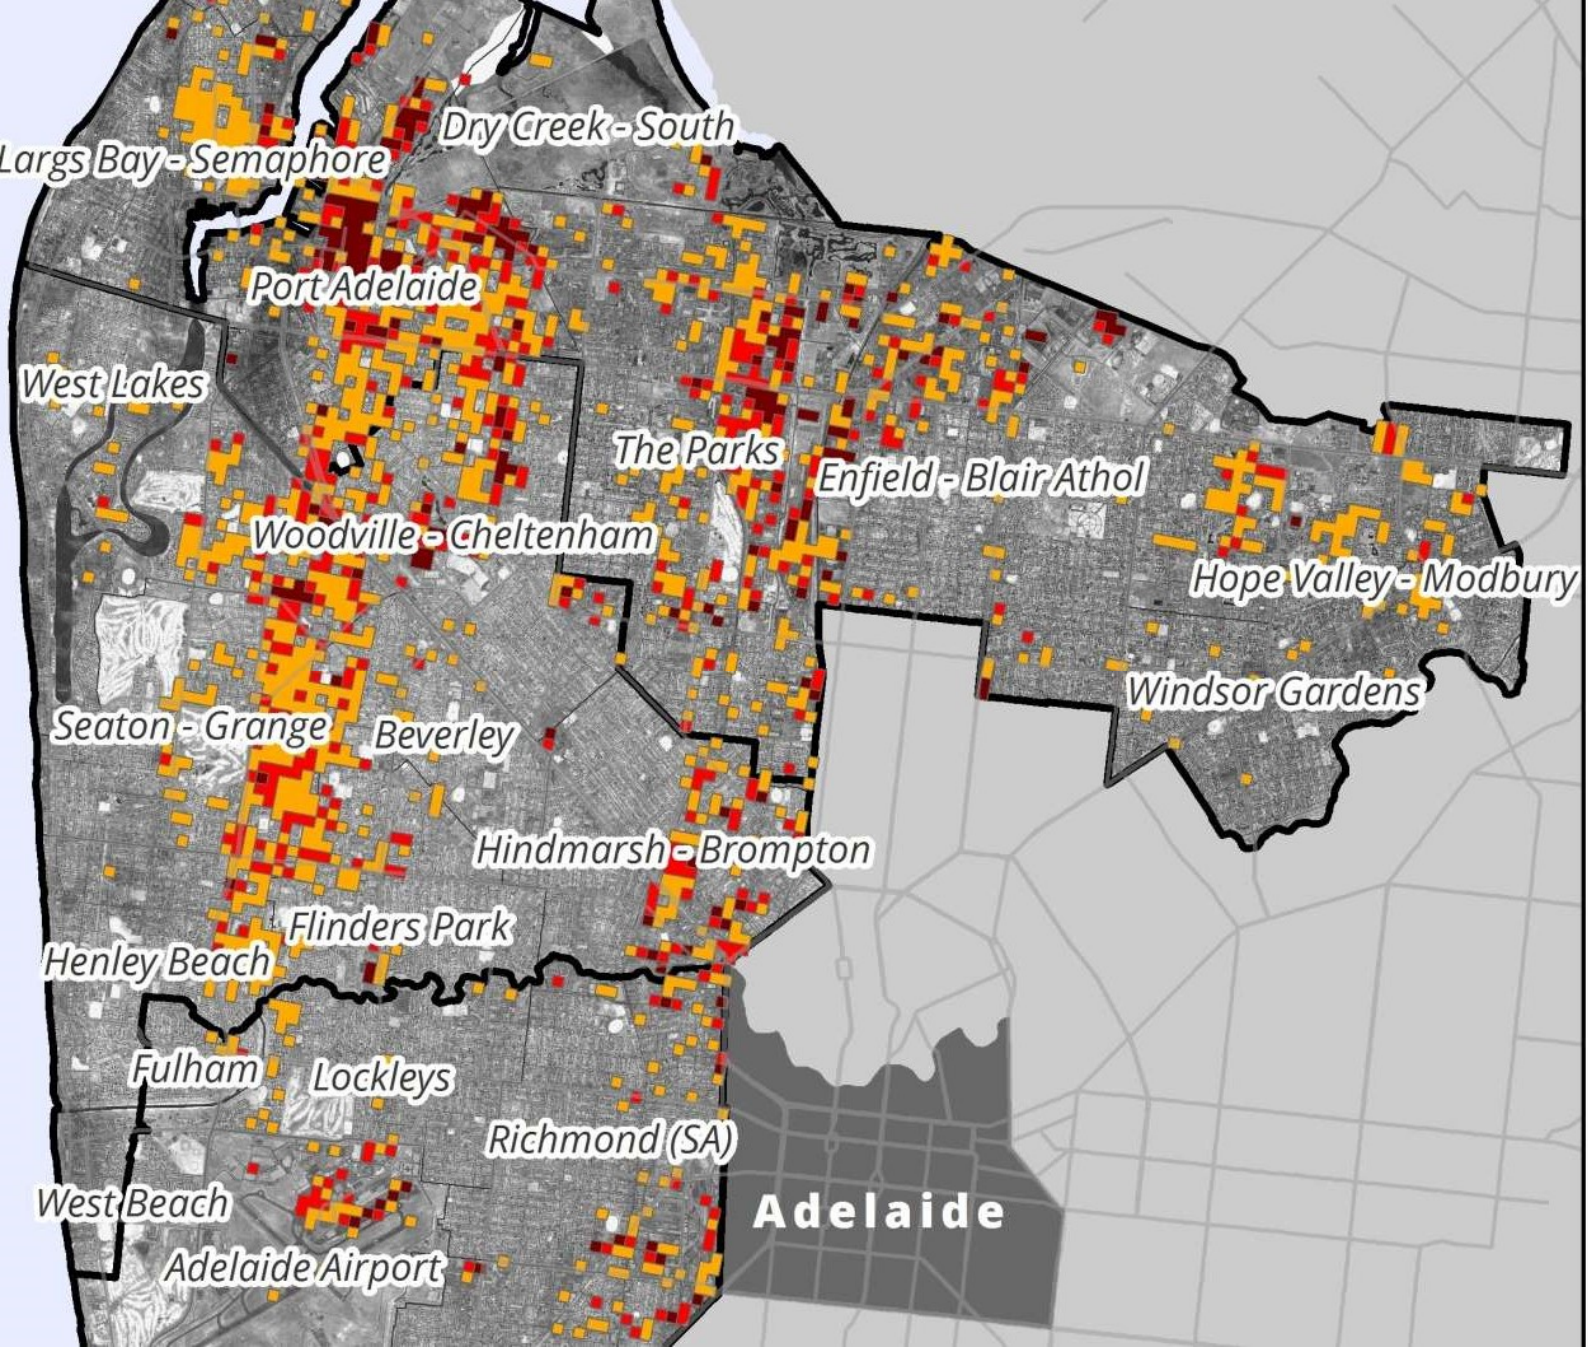 Dry Creek - South
Largs Bay - Semaphore
Port Adelaide
West Lakes
The Parks
Enfield - Blair Athol
Woodville - Cheltenham
Hope Valley - Modbury
Windsor Gardens
Seaton - Grange
Beverley
Hindmarsh - Brompton
Flinders Park
Henley Beach
Fulham
Lockleys
Richmond (SA)
West Beach
Adelaide
Adelaide Airport